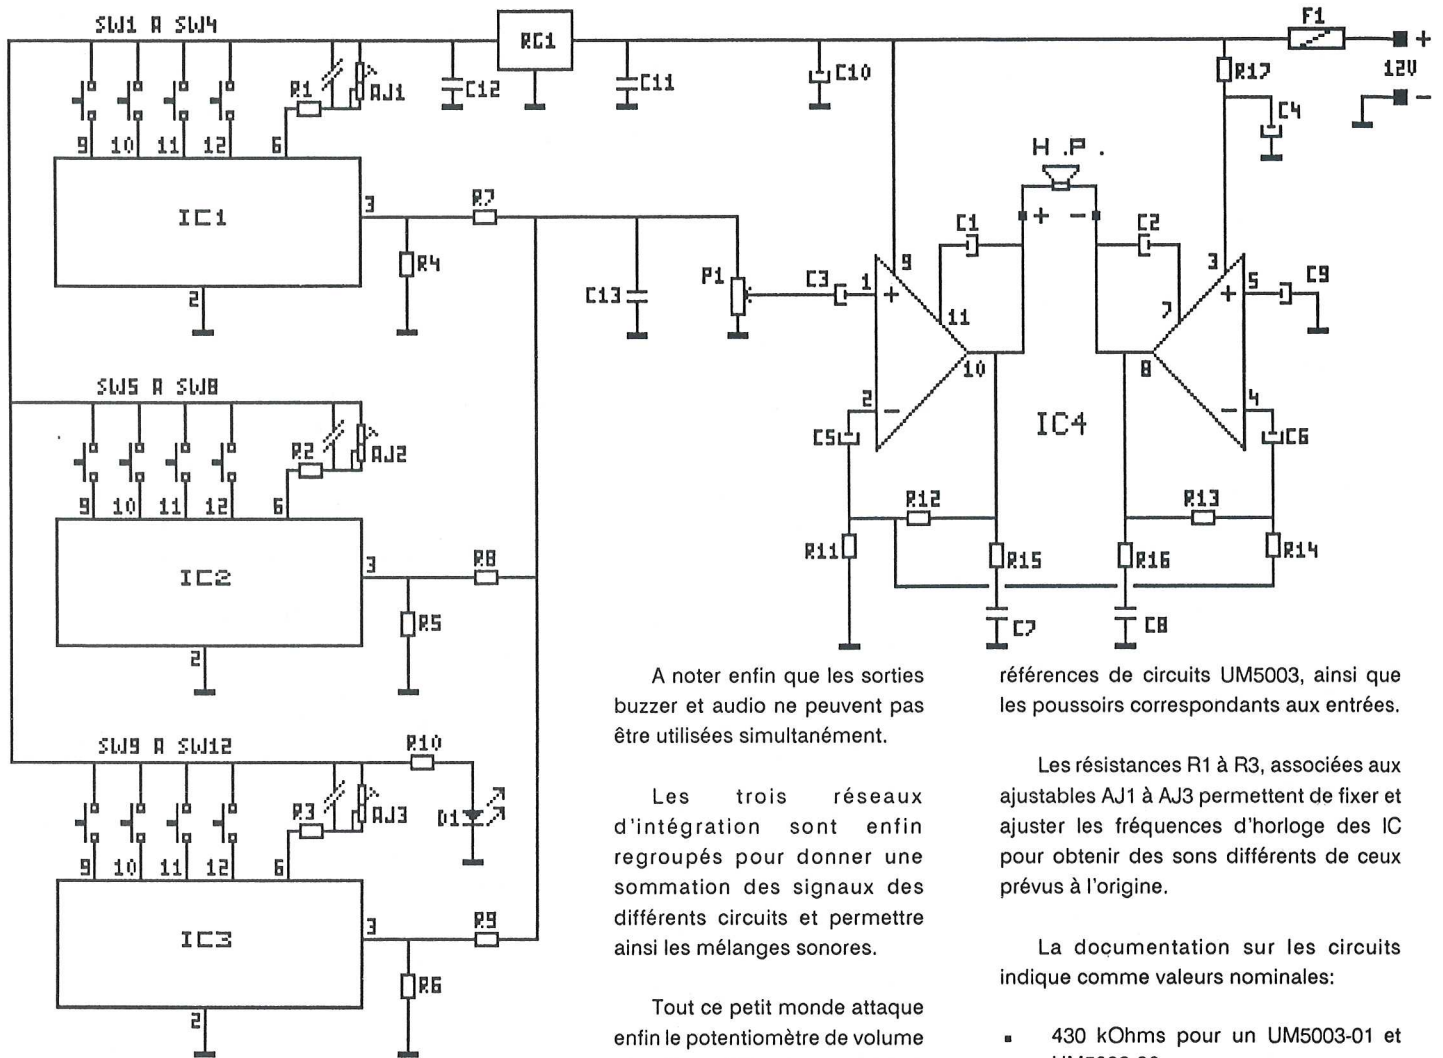 SW1 A SW4
RG1
F1
+
12V
-
R1
AJ1
C12
C11
C10
R17
C4
9 10 11 12 6
IC1
3
R7
R4
2
H.P.
+ -
C1
C2
C13
P1
C3
1
+
9
11
10
2
-
C5
3
7
8
5
+
C9
4
-
C6
IC4
R12
R13
R11
R15
R16
R14
C7
C8
SW5 A SW8
R2
AJ2
9 10 11 12 6
IC2
3
R8
R5
2
SW9 A SW12
R10
R3
AJ3
D1
9 10 11 12 6
IC3
3
R9
R6
2
A noter enfin que les sorties
buzzer et audio ne peuvent pas
être utilisées simultanément.
Les trois réseaux
d'intégration sont enfin
regroupés pour donner une
sommation des signaux des
différents circuits et permettre
ainsi les mélanges sonores.
Tout ce petit monde attaque
enfin le potentiomètre de volume
références de circuits UM5003, ainsi que
les poussoirs correspondants aux entrées.
Les résistances R1 à R3, associées aux
ajustables AJ1 à AJ3 permettent de fixer et
ajuster les fréquences d'horloge des IC
pour obtenir des sons différents de ceux
prévus à l'origine.
La documentation sur les circuits
indique comme valeurs nominales:
▪ 430 kOhms pour un UM5003-01 et